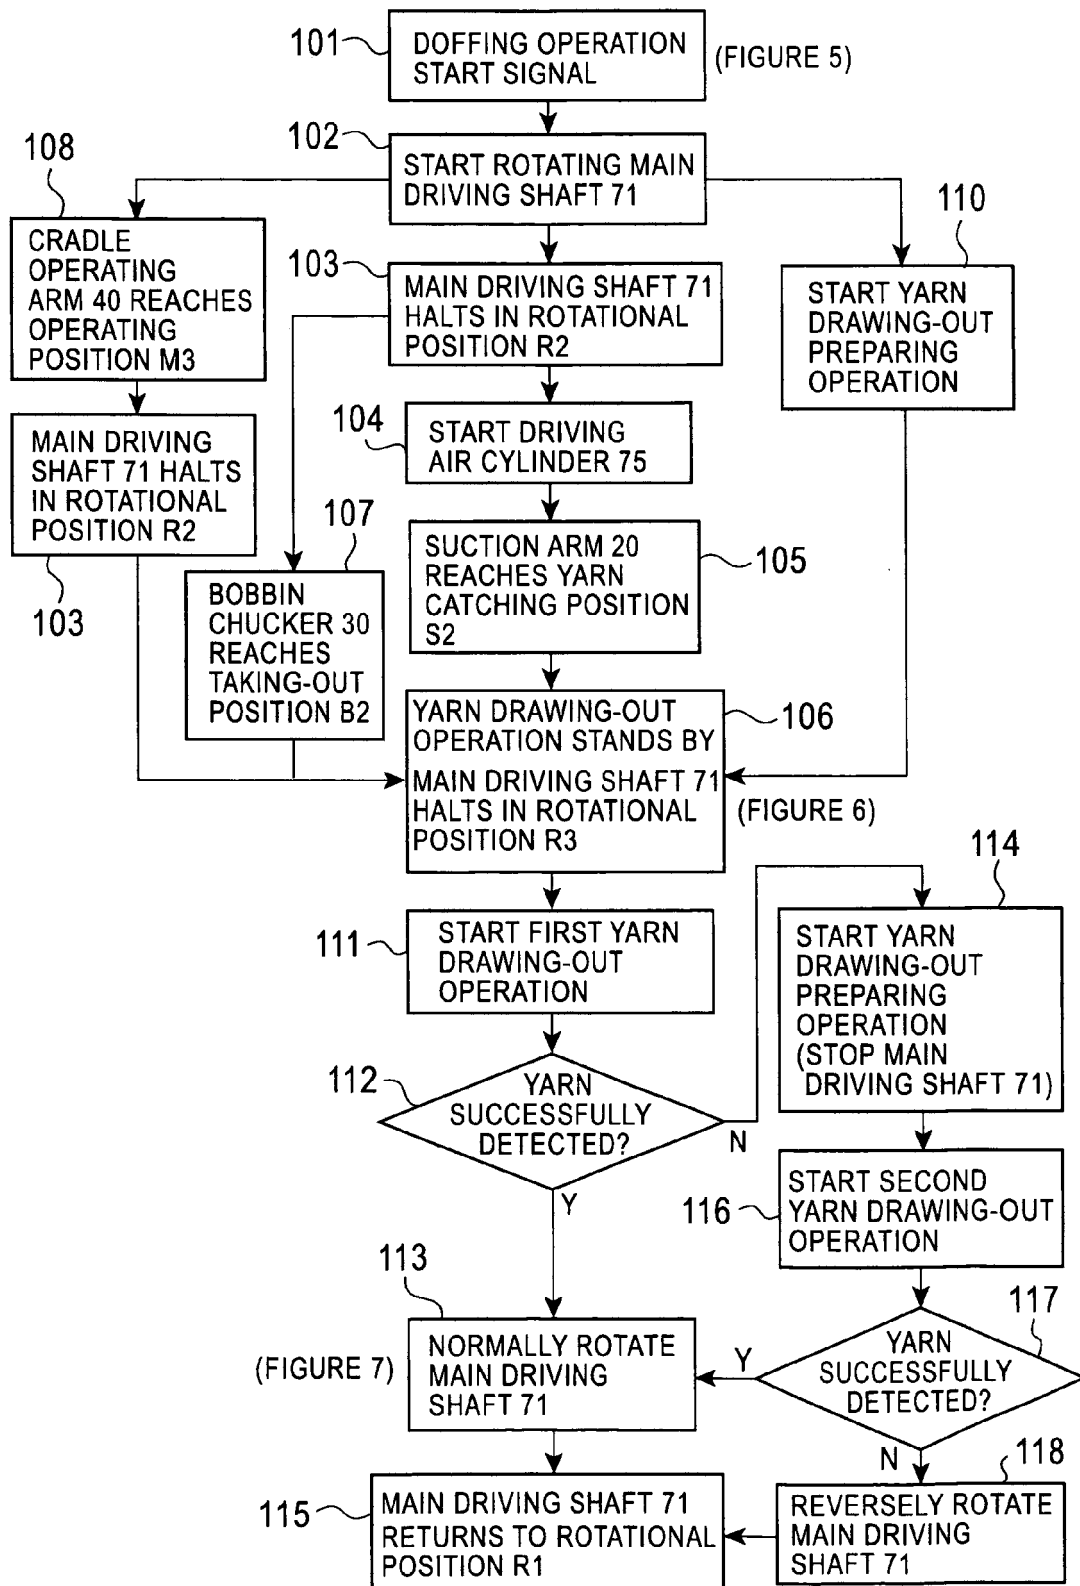 101
DOFFING OPERATION
START SIGNAL
(FIGURE 5)
102
START ROTATING MAIN
DRIVING SHAFT 71
108
CRADLE
OPERATING
ARM 40 REACHES
OPERATING
POSITION M3
103
MAIN DRIVING SHAFT 71
HALTS IN ROTATIONAL
POSITION R2
110
START YARN
DRAWING-OUT
PREPARING
OPERATION
MAIN DRIVING
SHAFT 71 HALTS
IN ROTATIONAL
POSITION R2
103
104
START DRIVING
AIR CYLINDER 75
107
BOBBIN
CHUCKER 30
REACHES
TAKING-OUT
POSITION B2
SUCTION ARM 20
REACHES YARN
CATCHING POSITION
S2
105
YARN DRAWING-OUT
OPERATION STANDS BY
MAIN DRIVING SHAFT 71
HALTS IN ROTATIONAL
POSITION R3
106
(FIGURE 6)
111
START FIRST YARN
DRAWING-OUT
OPERATION
114
START YARN
DRAWING-OUT
PREPARING
OPERATION
(STOP MAIN
DRIVING SHAFT 71)
112
YARN
SUCCESSFULLY
DETECTED?
N
Y
116
START SECOND
YARN DRAWING-OUT
OPERATION
113
(FIGURE 7)
NORMALLY ROTATE
MAIN DRIVING
SHAFT 71
117
YARN
SUCCESSFULLY
DETECTED?
Y
N
115
MAIN DRIVING SHAFT 71
RETURNS TO ROTATIONAL
POSITION R1
118
REVERSELY ROTATE
MAIN DRIVING
SHAFT 71